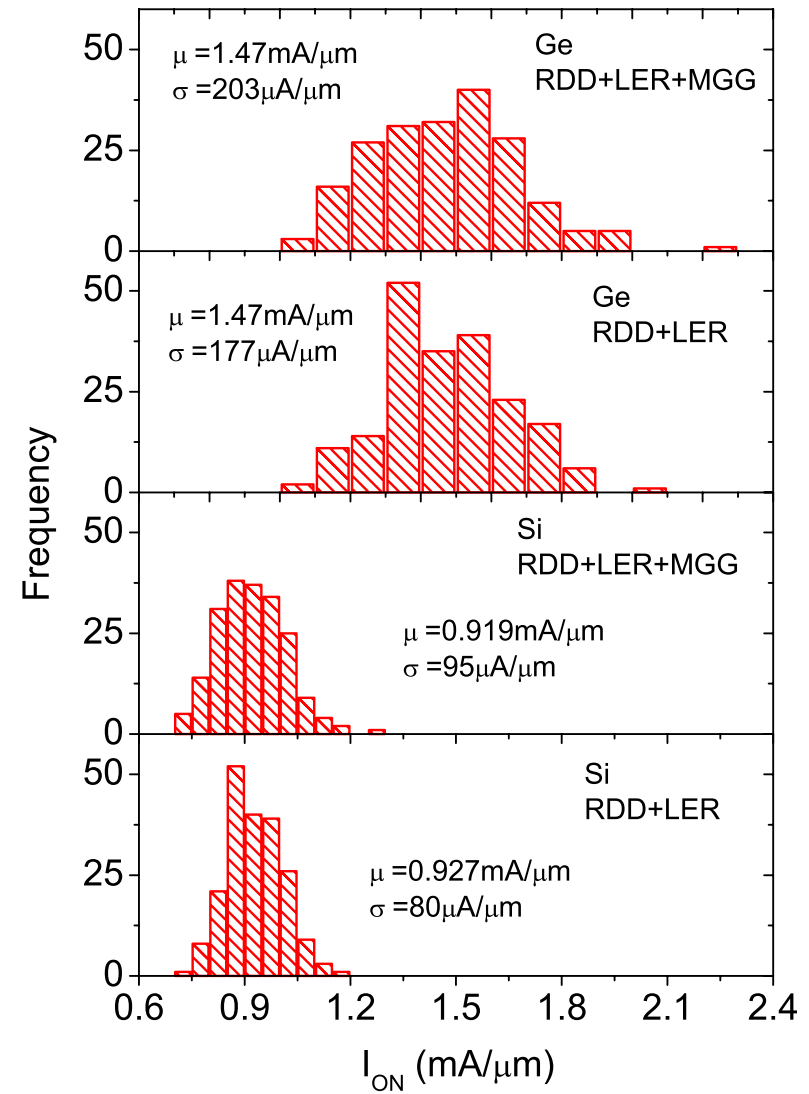 Frequency
50
25
0
μ =1.47mA/μm
σ =203μA/μm
Ge
RDD+LER+MGG
50
25
0
μ =1.47mA/μm
σ =177μA/μm
Ge
RDD+LER
50
25
0
Si
RDD+LER+MGG
μ =0.919mA/μm
σ =95μA/μm
50
25
0
Si
RDD+LER
μ =0.927mA/μm
σ =80μA/μm
0.6 0.9 1.2 1.5 1.8 2.1 2.4
I_ON (mA/μm)